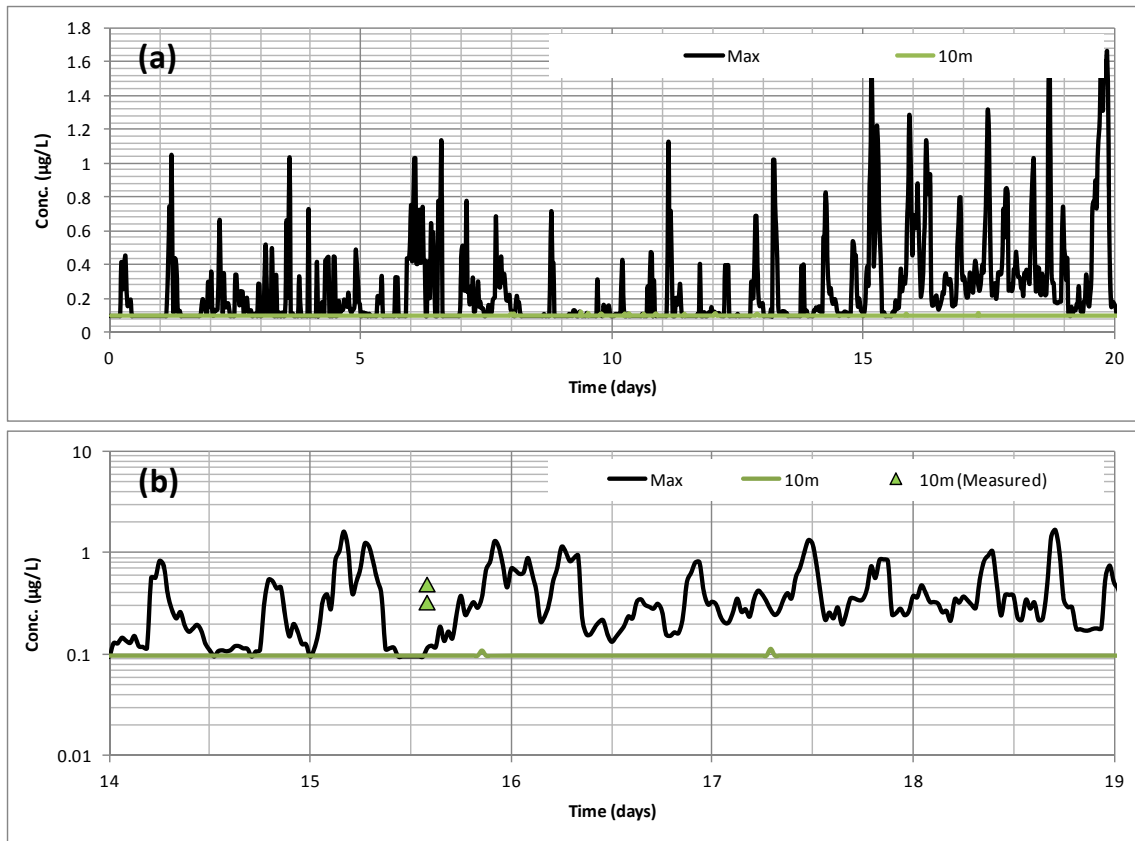 (a)
Max
10m
1.8
1.6
1.4
1.2
1
0.8
0.6
0.4
0.2
0
Conc. (µg/L)
0 5 10 15 20
Time (days)
(b)
Max
10m
10m (Measured)
10
1
0.1
0.01
Conc. (µg/L)
14 15 16 17 18 19
Time (days)